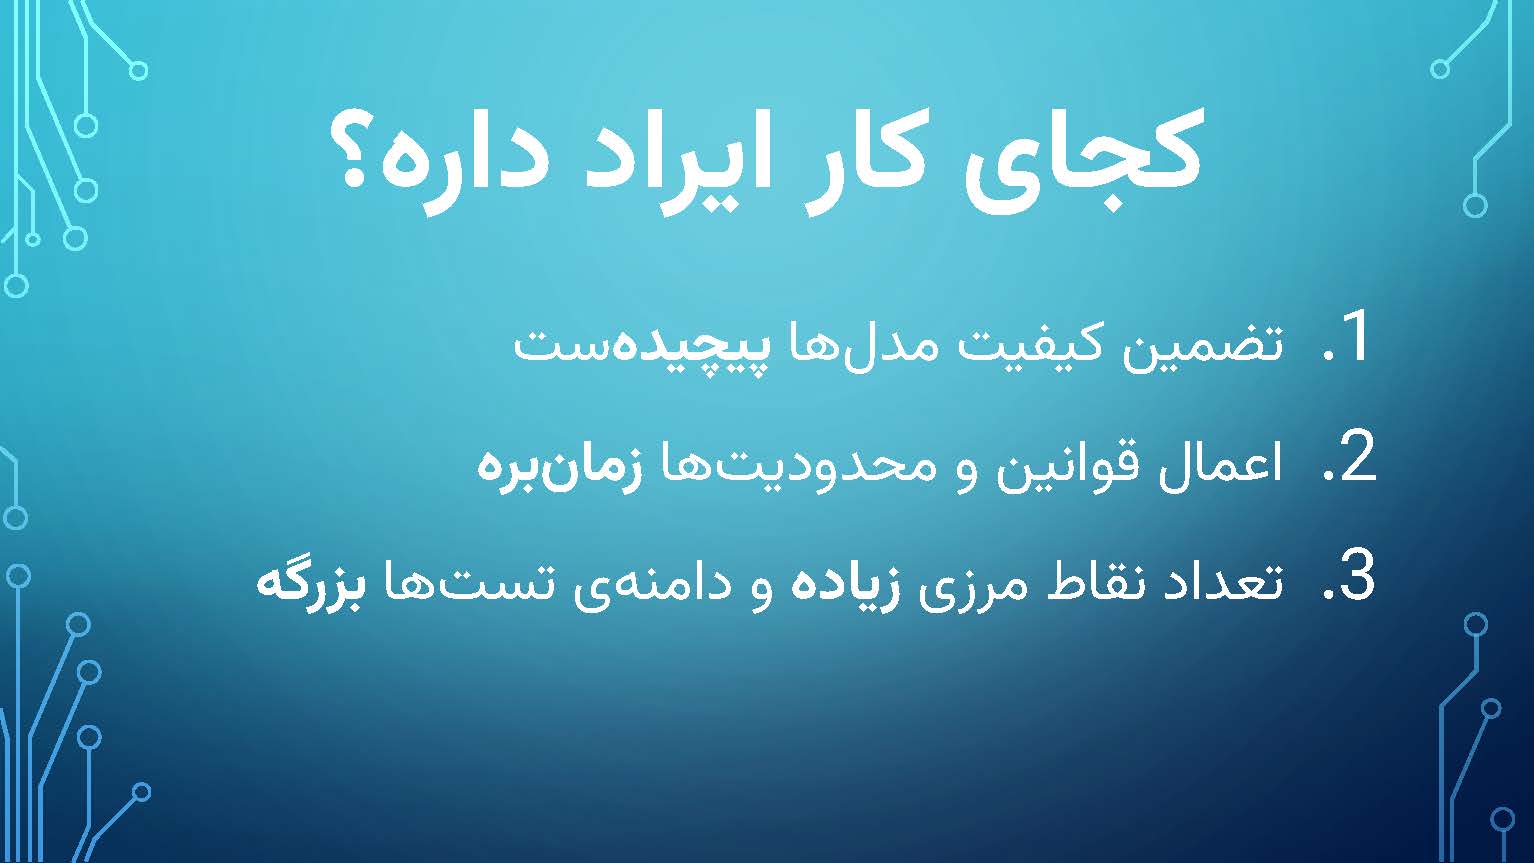 کجای کار ایراد داره؟
1. تضمین کیفیت مدل‌ها پیچیده‌ست
2. اعمال قوانین و محدودیت‌ها زمان‌بره
3. تعداد نقاط مرزی زیاده و دامنه‌ی تست‌ها بزرگه